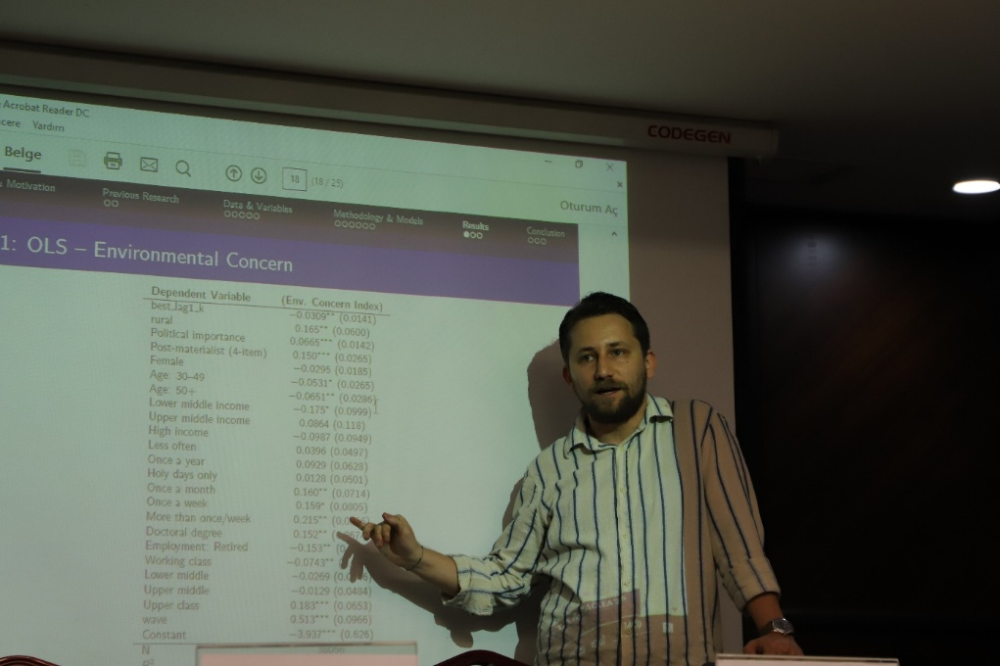 Acrobat Reader DC
cere Yardım
Belge
18 (18 / 25)
Oturum Aç
Motivation Previous Research Data & Variables Methodology & Models Results Conclusion
1: OLS – Environmental Concern
Dependent Variable (Env. Concern Index)
best_lag1_k −0.0309** (0.0141)
rural 0.165** (0.0600)
Political importance 0.0665*** (0.0142)
Post-materialist (4-item) 0.150*** (0.0265)
Female −0.0295 (0.0185)
Age: 30–49 −0.0531* (0.0265)
Age: 50+ −0.0651** (0.0286)
Lower middle income −0.175* (0.0999)
Upper middle income 0.0864 (0.118)
High income −0.0987 (0.0949)
Less often 0.0396 (0.0497)
Once a year 0.0929 (0.0628)
Holy days only 0.0128 (0.0501)
Once a month 0.160** (0.0714)
Once a week 0.159* (0.0805)
More than once/week 0.215**
Doctoral degree 0.152**
Employment: Retired −0.153**
Working class −0.0743**
Lower middle −0.0269
Upper middle −0.0129 (0.0484)
Upper class 0.183*** (0.0653)
wave 0.513*** (0.0966)
Constant −3.937*** (0.626)
N
CODEGEN